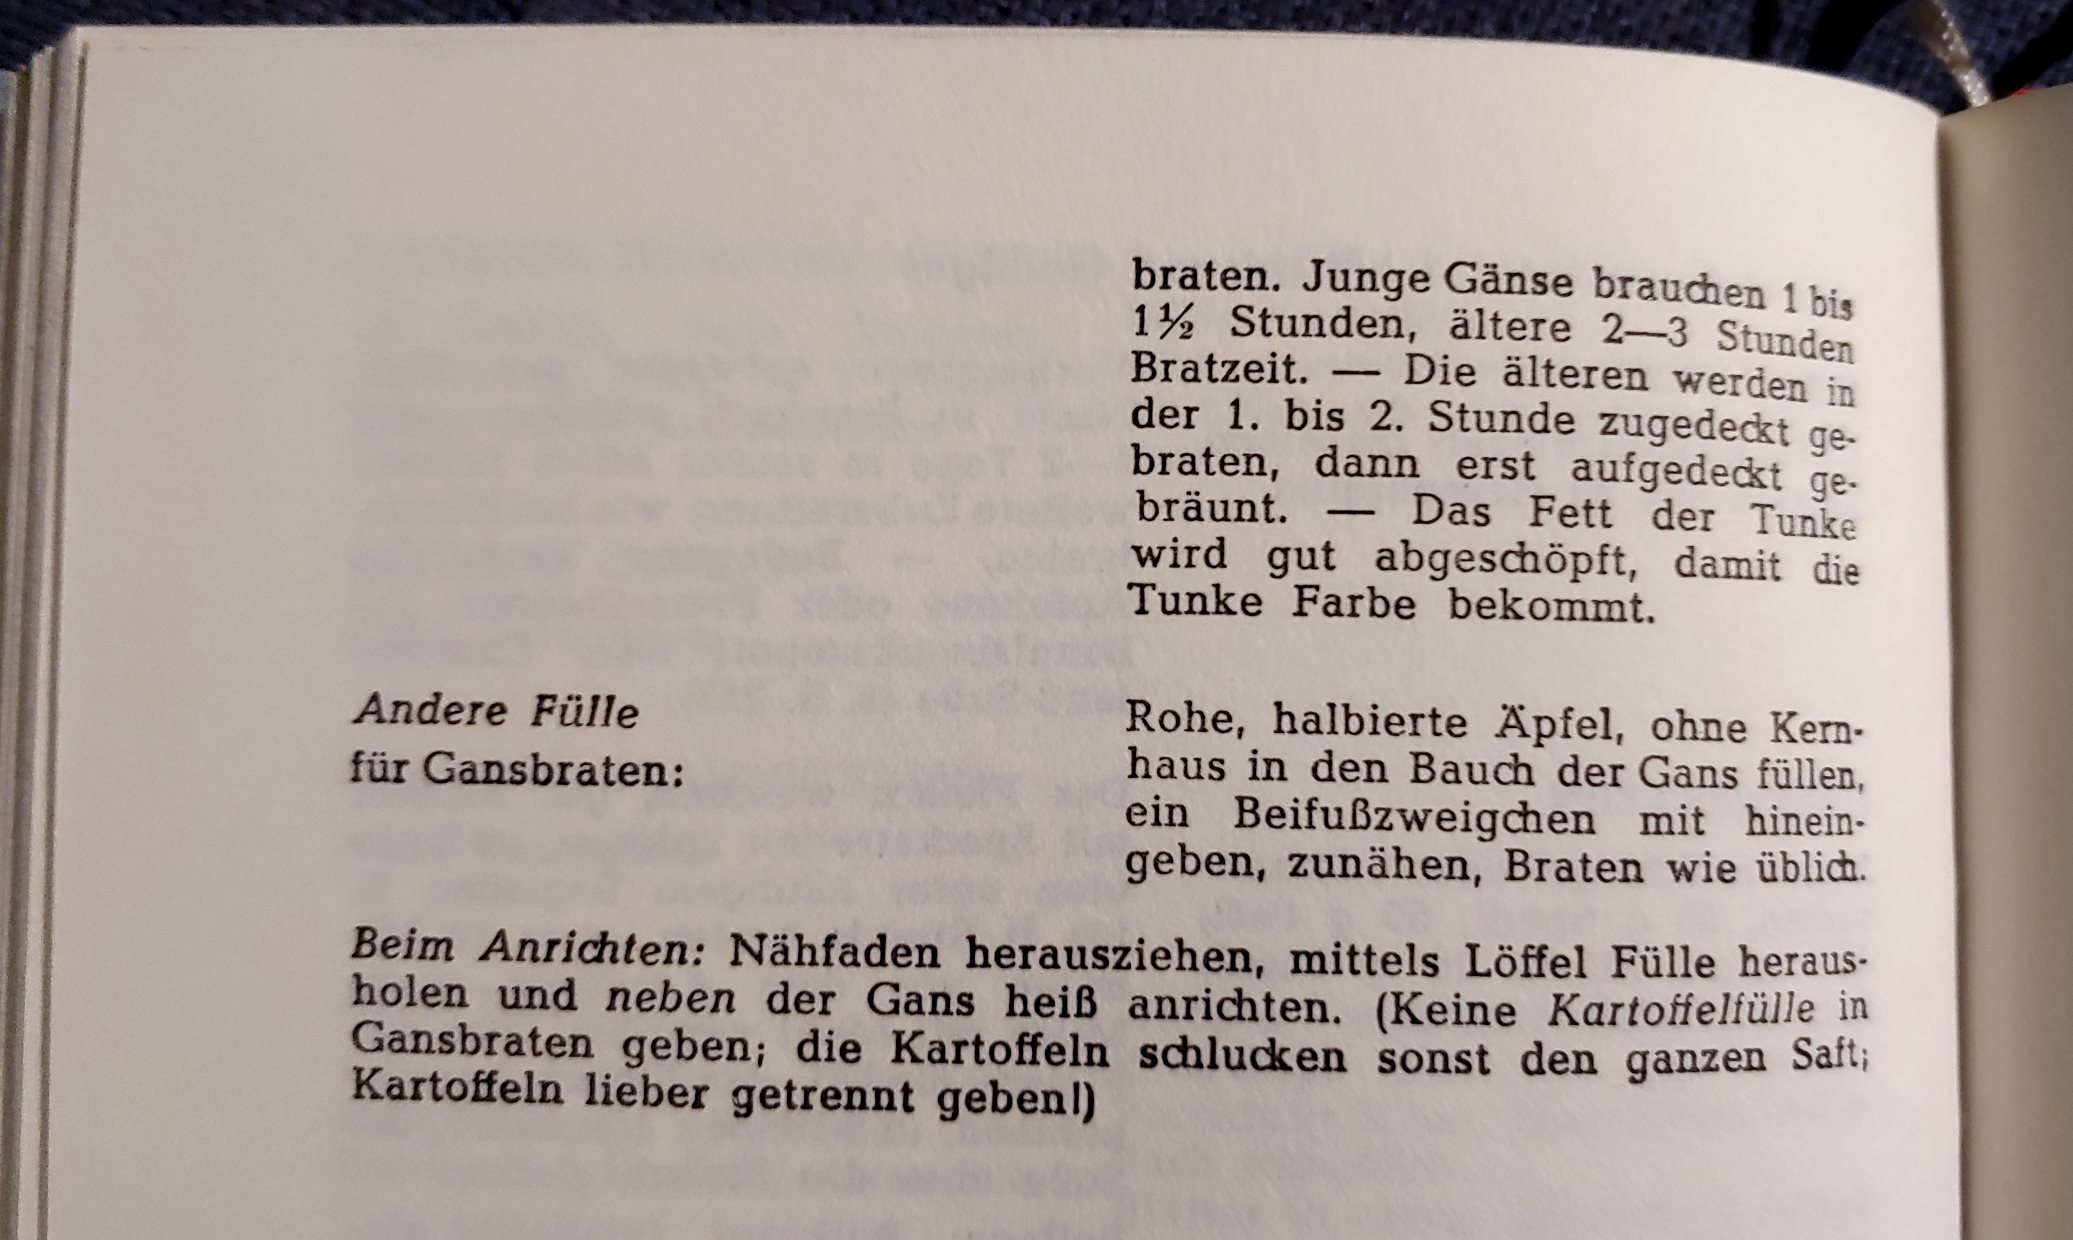 braten. Junge Gänse brauchen 1 bis
1½ Stunden, ältere 2—3 Stunden
Bratzeit. — Die älteren werden in
der 1. bis 2. Stunde zugedeckt ge-
braten, dann erst aufgedeckt ge-
bräunt. — Das Fett der Tunke
wird gut abgeschöpft, damit die
Tunke Farbe bekommt.
Andere Fülle
für Gansbraten:
Rohe, halbierte Äpfel, ohne Kern-
haus in den Bauch der Gans füllen,
ein Beifußzweigchen mit hinein-
geben, zunähen, Braten wie üblich.
Beim Anrichten: Nähfaden herausziehen, mittels Löffel Fülle heraus-
holen und neben der Gans heiß anrichten. (Keine Kartoffelfülle in
Gansbraten geben; die Kartoffeln schlucken sonst den ganzen Saft;
Kartoffeln lieber getrennt geben!)